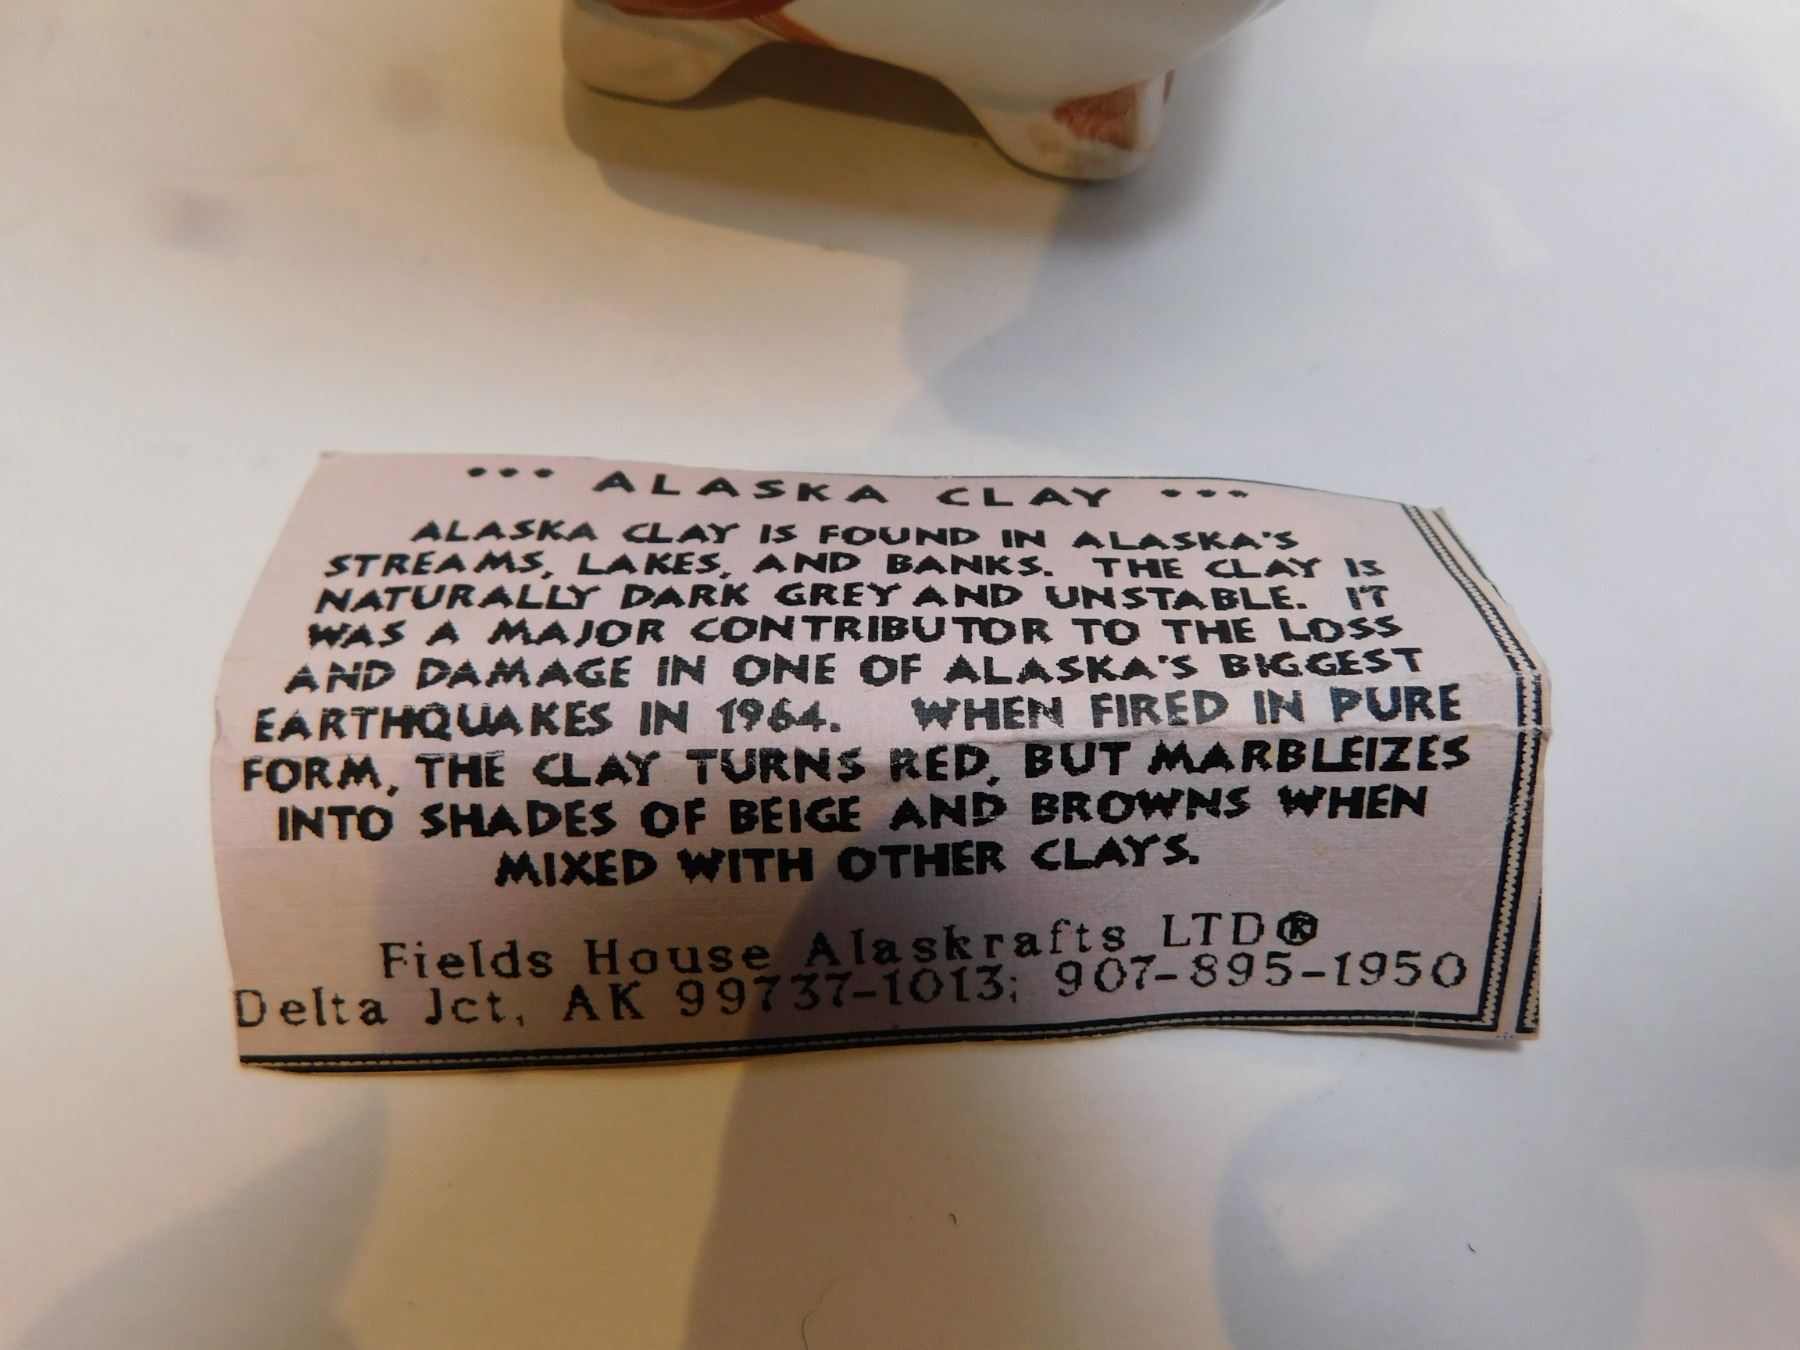 ••• ALASKA CLAY •••
ALASKA CLAY IS FOUND IN ALASKA'S
STREAMS, LAKES, AND BANKS. THE CLAY IS
NATURALLY DARK GREY AND UNSTABLE. IT
WAS A MAJOR CONTRIBUTOR TO THE LOSS
AND DAMAGE IN ONE OF ALASKA'S BIGGEST
EARTHQUAKES IN 1964. WHEN FIRED IN PURE
FORM, THE CLAY TURNS RED, BUT MARBLEIZES
INTO SHADES OF BEIGE AND BROWNS WHEN
MIXED WITH OTHER CLAYS.
Fields House Alaskrafts LTD®
Delta Jct, AK 99737-1013; 907-895-1950